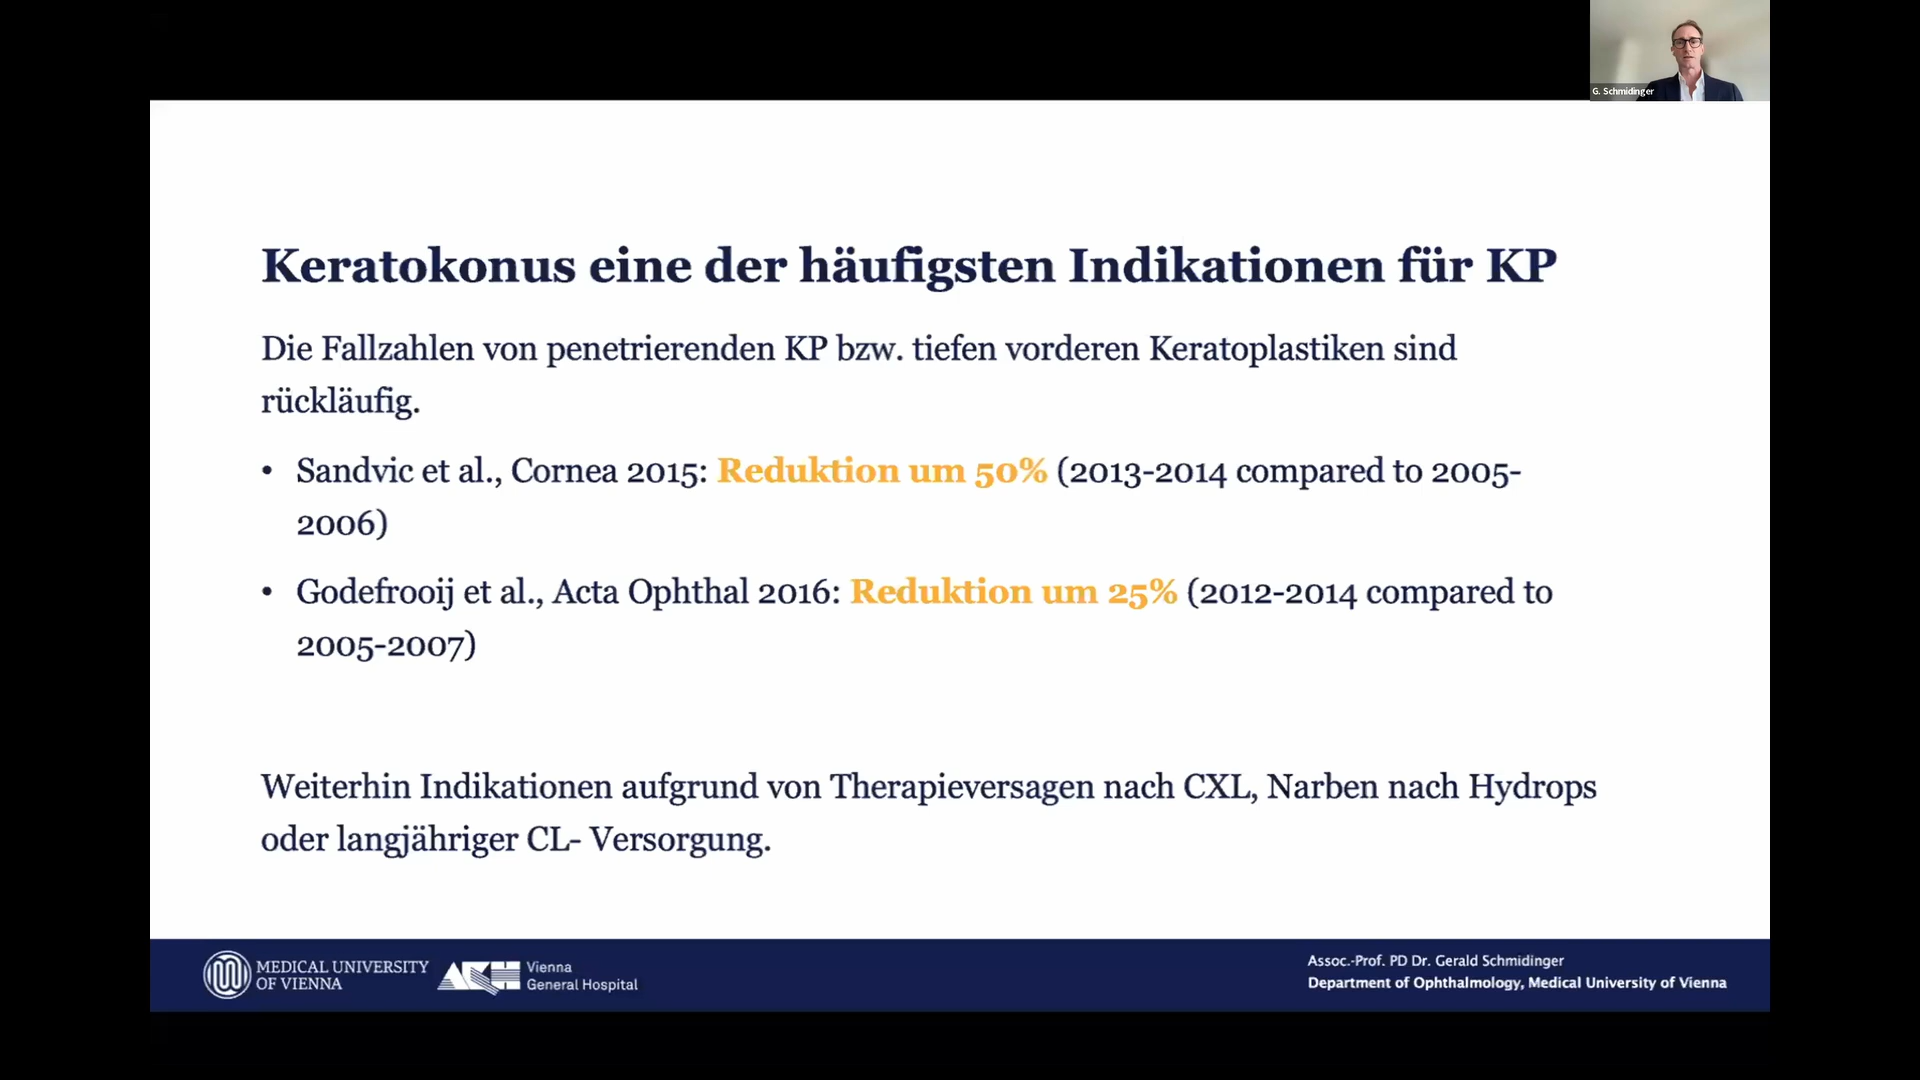 G. Schmidinger
Keratokonus eine der häufigsten Indikationen für KP
Die Fallzahlen von penetrierenden KP bzw. tiefen vorderen Keratoplastiken sind
rückläufig.
• Sandvic et al., Cornea 2015: Reduktion um 50% (2013-2014 compared to 2005-
2006)
• Godefrooij et al., Acta Ophthal 2016: Reduktion um 25% (2012-2014 compared to
2005-2007)
Weiterhin Indikationen aufgrund von Therapieversagen nach CXL, Narben nach Hydrops
oder langjähriger CL- Versorgung.
MEDICAL UNIVERSITY
OF VIENNA
AKH
Vienna
General Hospital
Assoc.-Prof. PD Dr. Gerald Schmidinger
Department of Ophthalmology, Medical University of Vienna